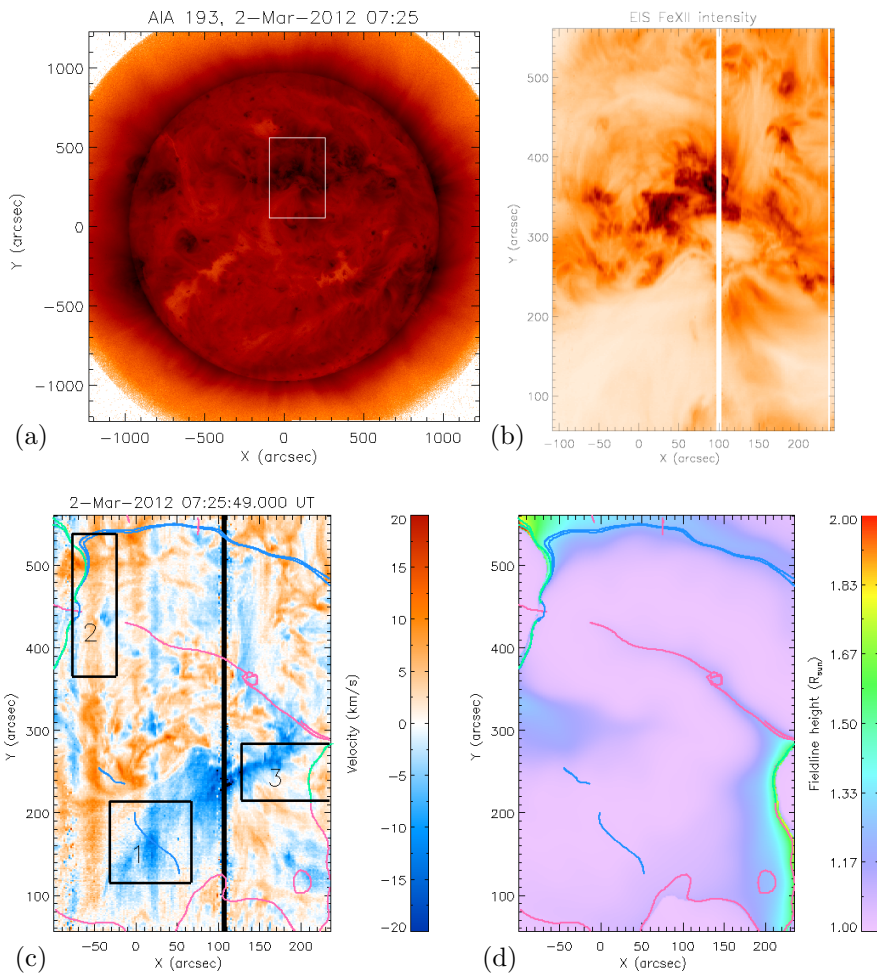 AIA 193, 2-Mar-2012 07:25
1000
500
0
-500
-1000
Y (arcsec)
-1000 -500 0 500 1000
X (arcsec)
(a)
EIS FeXII intensity
500
400
300
200
100
Y (arcsec)
-100 -50 0 50 100 150 200
X (arcsec)
(b)
2-Mar-2012 07:25:49.000 UT
500
400
300
200
100
Y (arcsec)
2
3
1
-50 0 50 100 150 200
X (arcsec)
(c)
20
15
10
5
0
-5
-10
-15
-20
Velocity (km/s)
500
400
300
200
100
Y (arcsec)
-50 0 50 100 150 200
X (arcsec)
(d)
2.00
1.83
1.67
1.50
1.33
1.17
1.00
Fieldline height (Rsun)